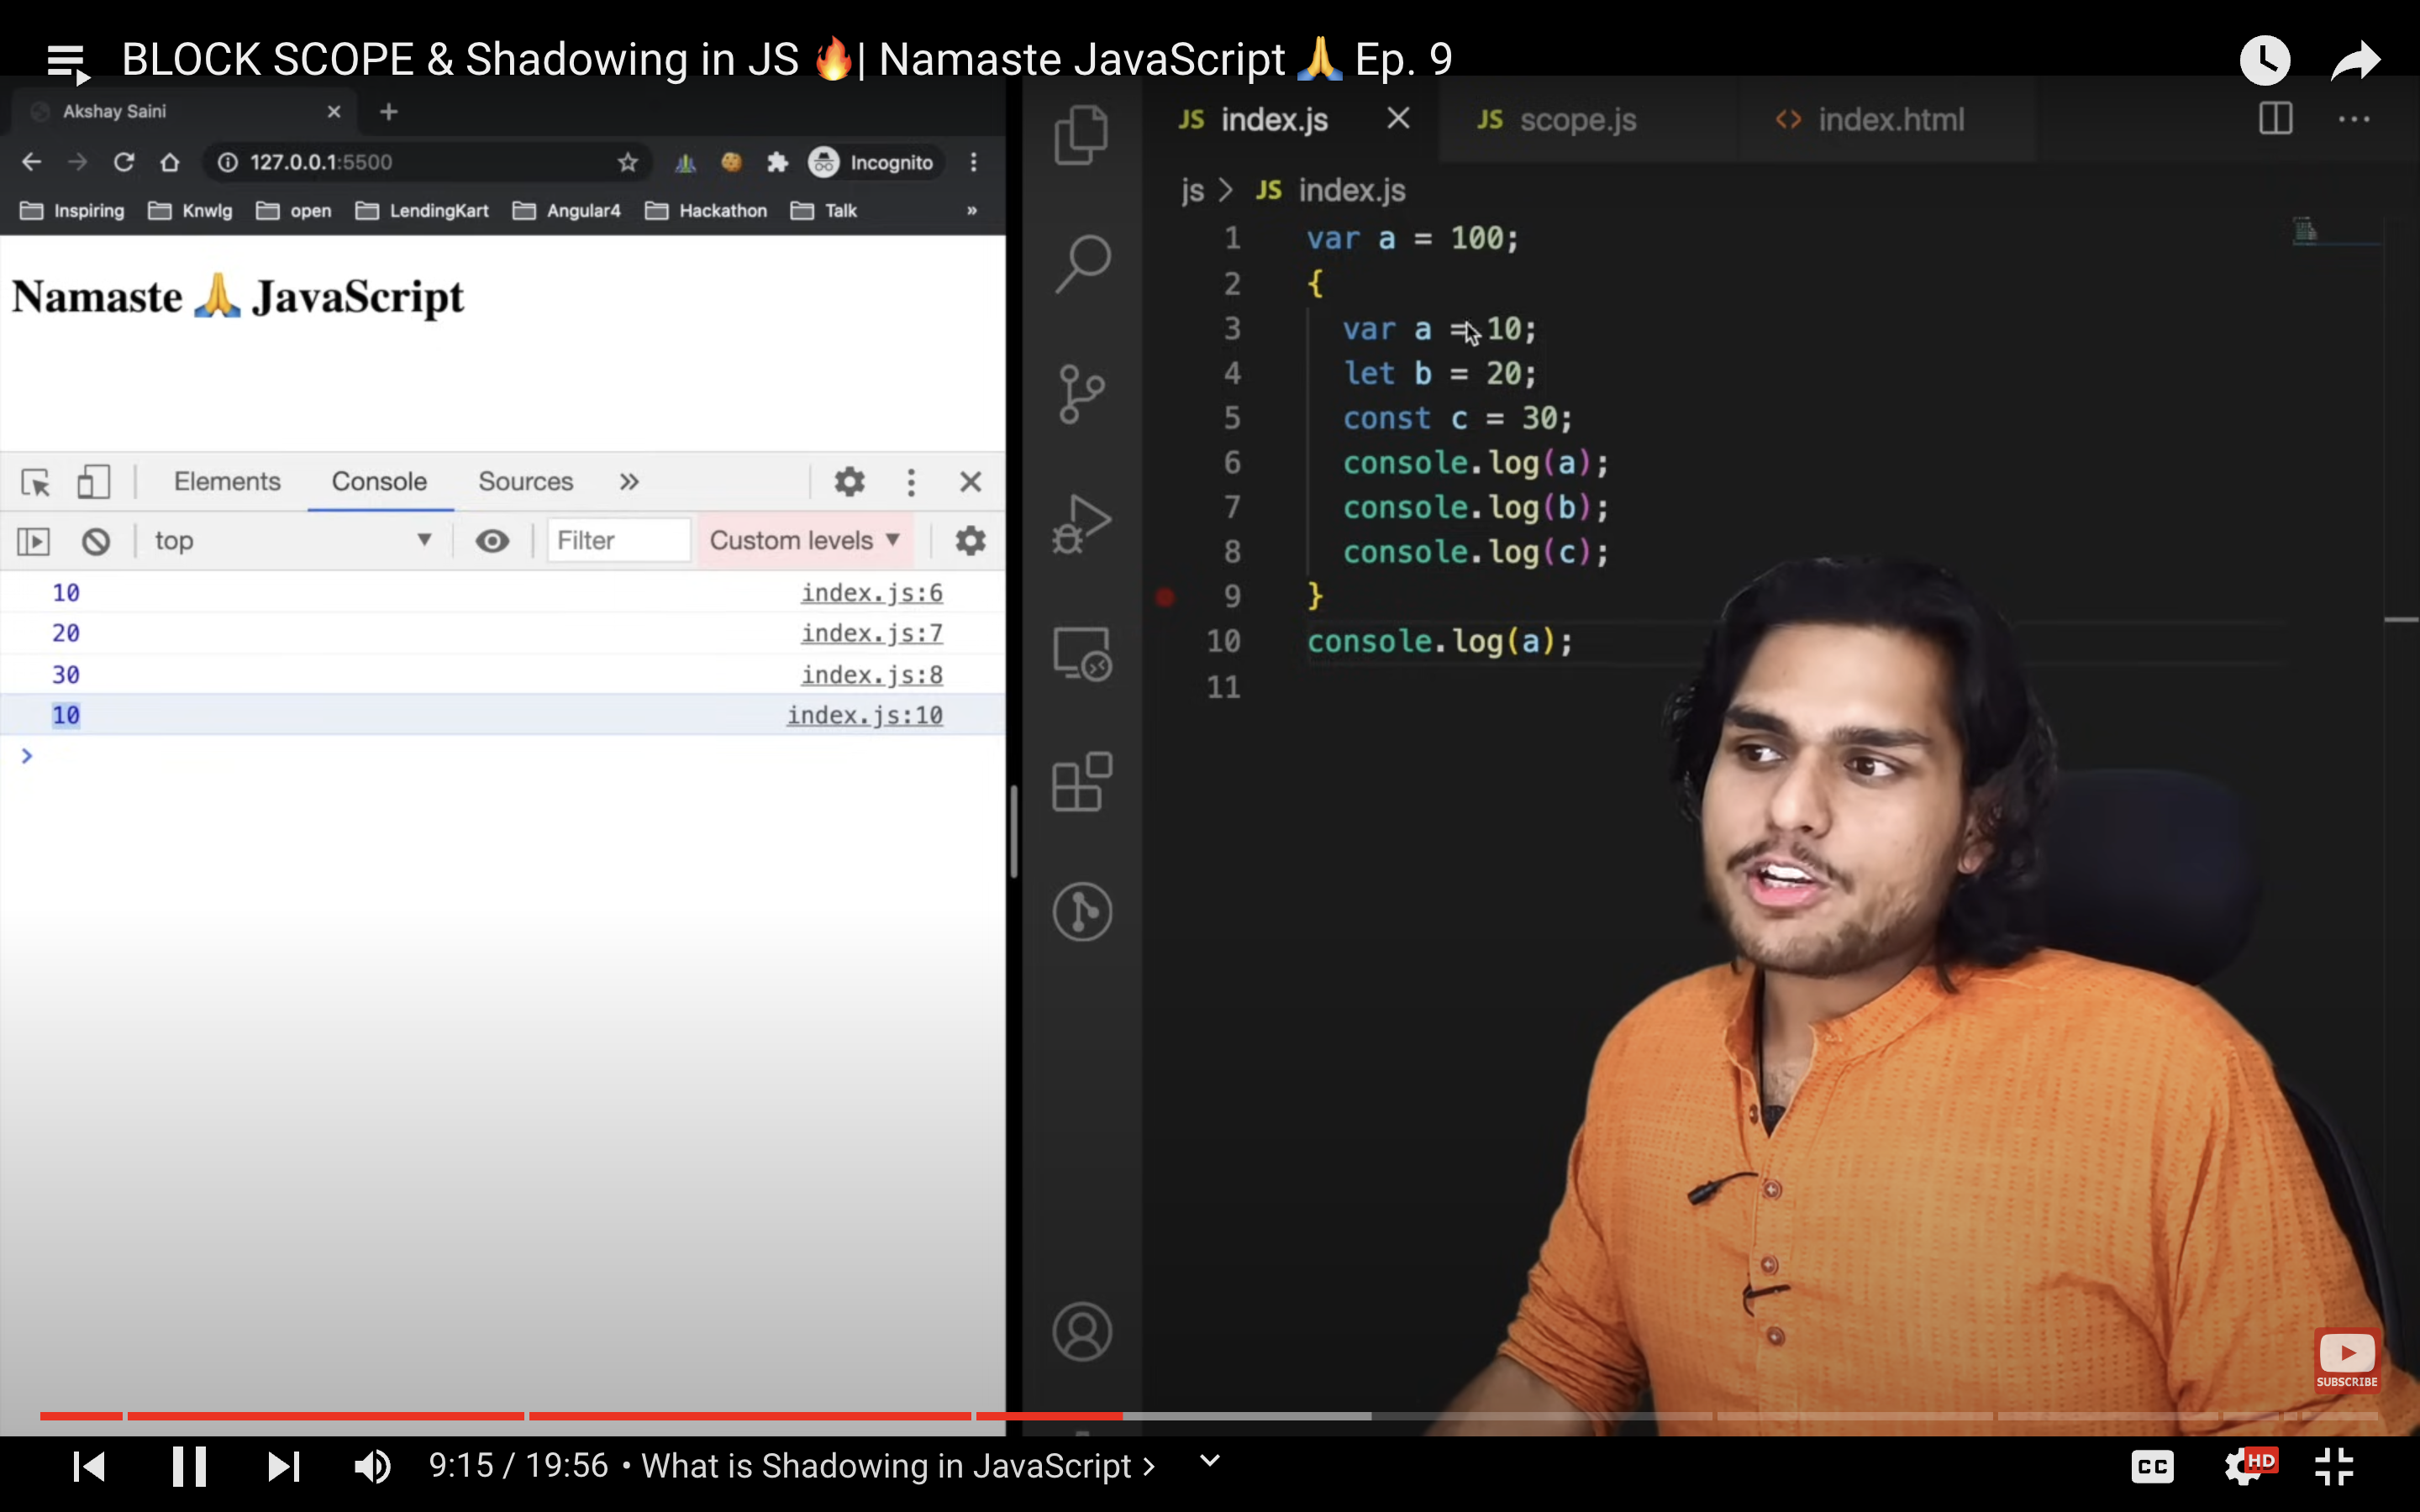 BLOCK SCOPE & Shadowing in JS 🔥| Namaste JavaScript 🙏 Ep. 9
Akshay Saini
127.0.0.1:5500
Incognito
Inspiring Knwlg open LendingKart Angular4 Hackathon Talk »
Namaste 🙏 JavaScript
Elements Console Sources »
top Filter Custom levels
10 index.js:6
20 index.js:7
30 index.js:8
10 index.js:10
JS index.js JS scope.js <> index.html
js > JS index.js
1 var a = 100;
2 {
3 var a = 10;
4 let b = 20;
5 const c = 30;
6 console.log(a);
7 console.log(b);
8 console.log(c);
9 }
10 console.log(a);
11
SUBSCRIBE
9:15 / 19:56 • What is Shadowing in JavaScript >
CC HD